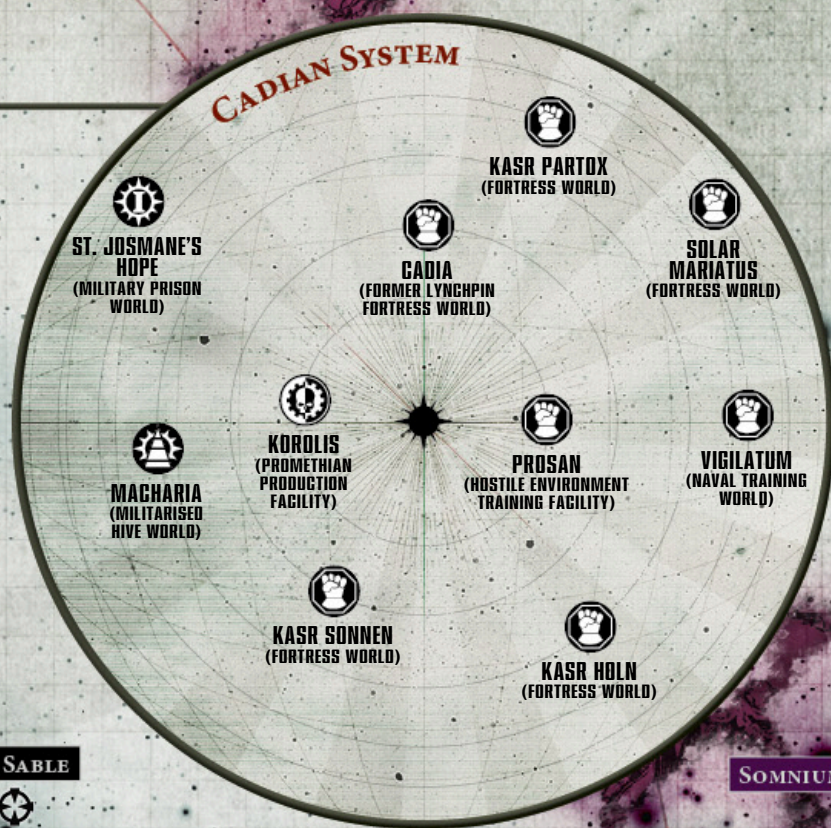 CADIAN SYSTEM
KASR PARTOX
(FORTRESS WORLD)
ST. JOSMANE'S
HOPE
(MILITARY PRISON
WORLD)
CADIA
(FORMER LYNCHPIN
FORTRESS WORLD)
SOLAR
MARIATUS
(FORTRESS WORLD)
KOROLIS
(PROMETHIAN
PRODUCTION
FACILITY)
PROSAN
(HOSTILE ENVIRONMENT
TRAINING FACILITY)
VIGILATUM
(NAVAL TRAINING
WORLD)
MACHARIA
(MILITARISED
HIVE WORLD)
KASR SONNEN
(FORTRESS WORLD)
KASR HOLN
(FORTRESS WORLD)
SABLE